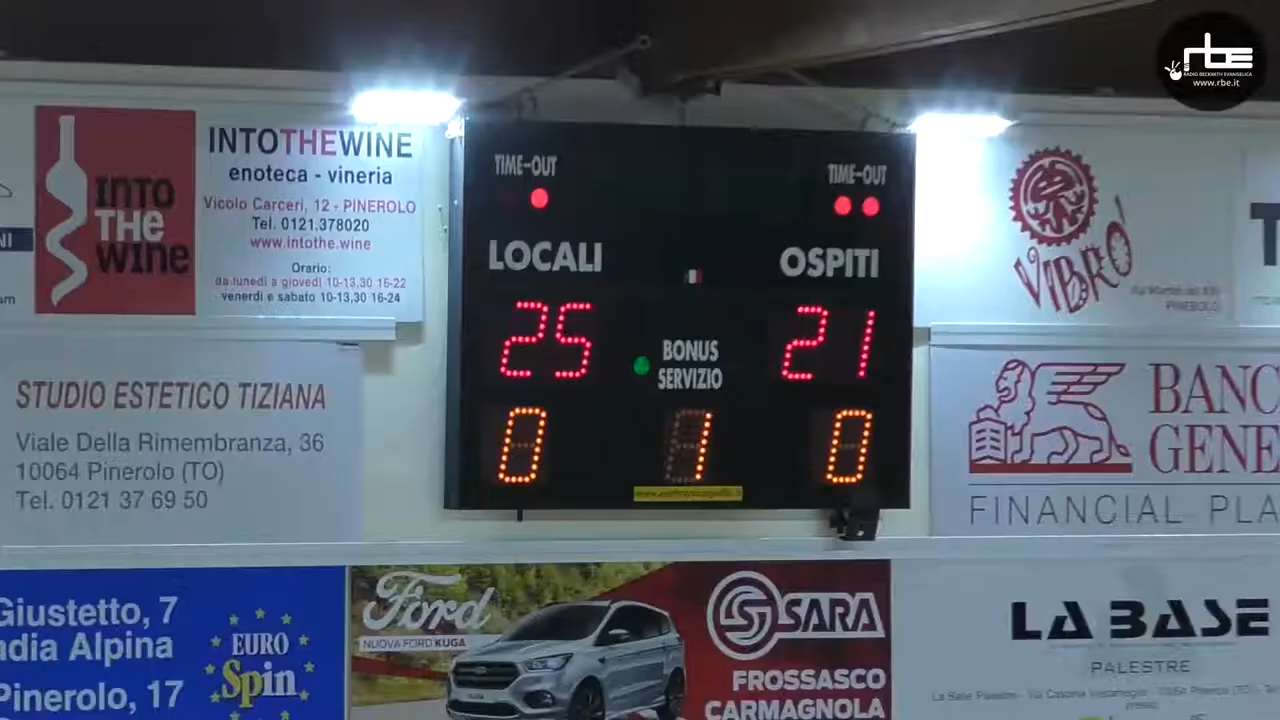 rbe
RADIO BECKWITH EVANGELICA
www.rbe.it
INTO
THE
WINE
INTOTHEWINE
enoteca - vineria
Vicolo Carceri, 12 - PINEROLO
Tel. 0121.378020
www.intothe.wine
Orario:
da lunedì a giovedì 10-13,30 16-22
venerdì e sabato 10-13,30 16-24
NI
am
TIME-OUT
TIME-OUT
LOCALI
OSPITI
25
21
BONUS
SERVIZIO
0
1
0
VIBRÒ
PINEROLO
T
STUDIO ESTETICO TIZIANA
Viale Della Rimembranza, 36
10064 Pinerolo (TO)
Tel. 0121 37 69 50
BANC
GENE
FINANCIAL PLA
Giustetto, 7
adia Alpina
Pinerolo, 17
EURO
Spin
Ford
NUOVA FORD KUGA
SARA
FROSSASCO
CARMAGNOLA
LA BASE
PALESTRE